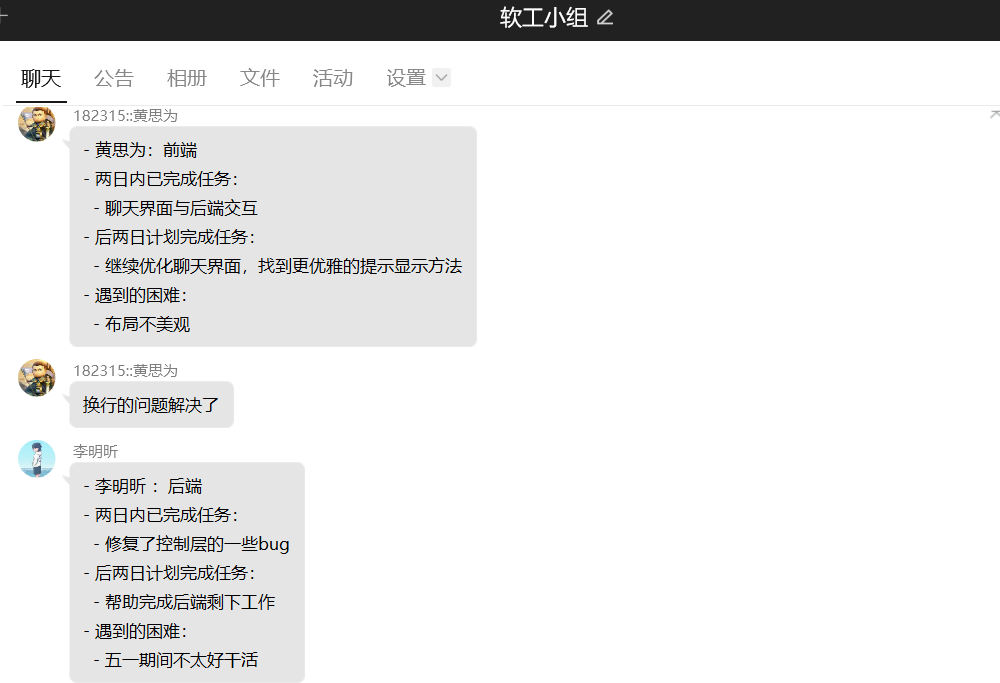 软工小组
聊天 公告 相册 文件 活动 设置
182315::黄思为
- 黄思为：前端
- 两日内已完成任务：
- 聊天界面与后端交互
- 后两日计划完成任务：
- 继续优化聊天界面，找到更优雅的提示显示方法
- 遇到的困难：
- 布局不美观
182315::黄思为
换行的问题解决了
李明昕
- 李明昕 ：后端
- 两日内已完成任务：
- 修复了控制层的一些bug
- 后两日计划完成任务：
- 帮助完成后端剩下工作
- 遇到的困难：
- 五一期间不太好干活